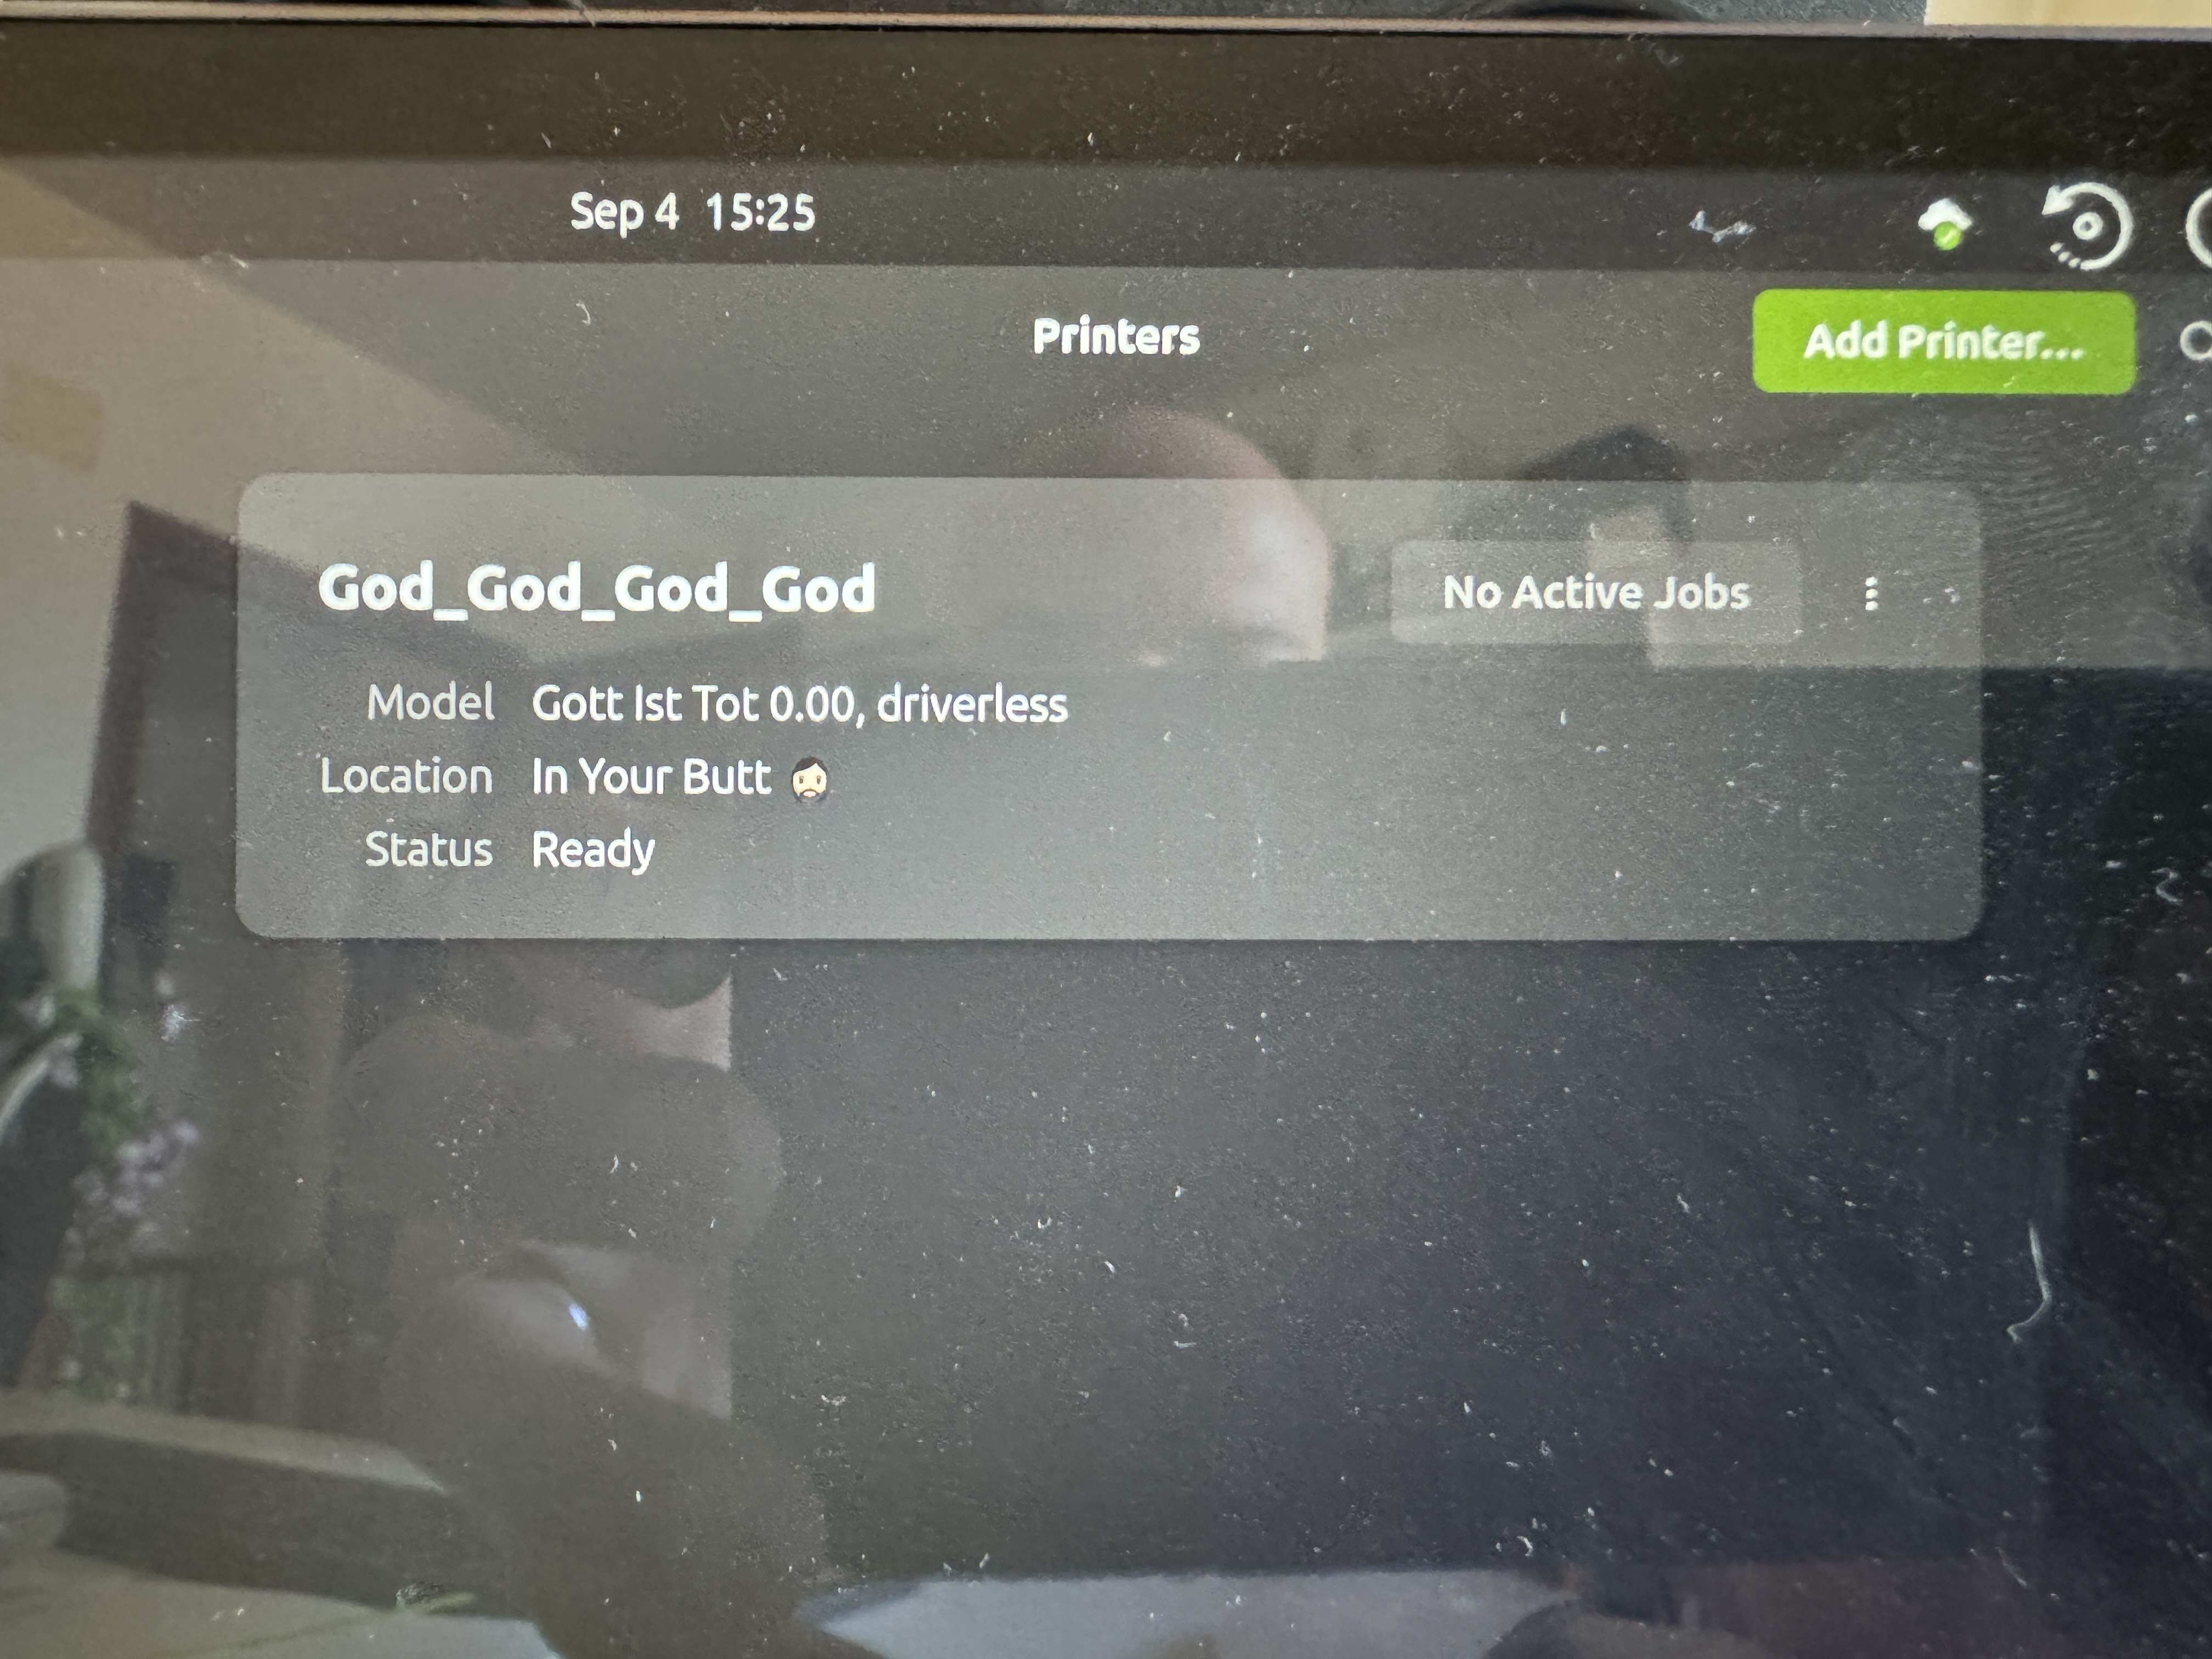 Sep 4 15:25
Printers
Add Printer...
God_God_God_God
No Active Jobs
Model Gott Ist Tot 0.00, driverless
Location In Your Butt 🧔🏻
Status Ready